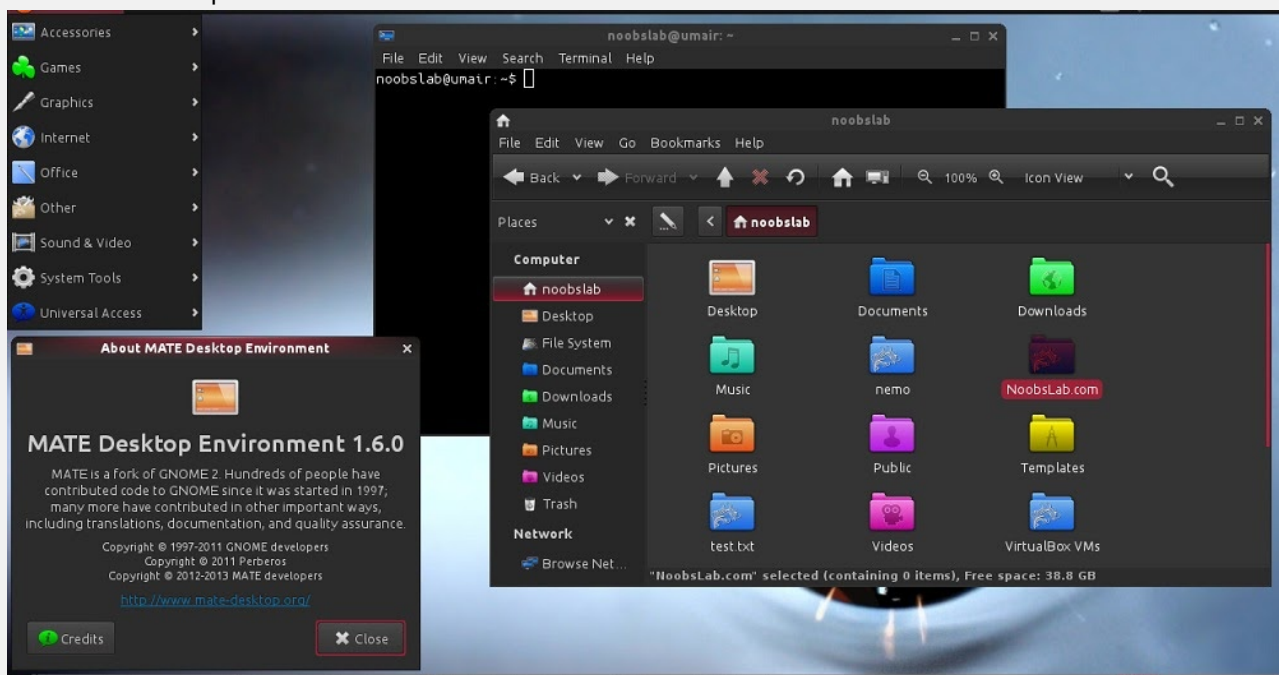 Accessories
Games
Graphics
Internet
Office
Other
Sound & Video
System Tools
Universal Access
noobslab@umair: ~
File Edit View Search Terminal Help
noobslab@umair:~$
noobslab
File Edit View Go Bookmarks Help
Back Forward 100% Icon View
Places noobslab
Computer
noobslab
Desktop
File System
Documents
Downloads
Music
Pictures
Videos
Trash
Network
Browse Net...
Desktop Documents Downloads
Music nemo NoobsLab.com
Pictures Public Templates
test.txt Videos VirtualBox VMs
"NoobsLab.com" selected (containing 0 items), Free space: 38.8 GB
About MATE Desktop Environment
MATE Desktop Environment 1.6.0
MATE is a fork of GNOME 2. Hundreds of people have
contributed code to GNOME since it was started in 1997;
many more have contributed in other important ways,
including translations, documentation, and quality assurance.
Copyright © 1997-2011 GNOME developers
Copyright © 2011 Perberos
Copyright © 2012-2013 MATE developers
http://www.mate-desktop.org/
Credits Close